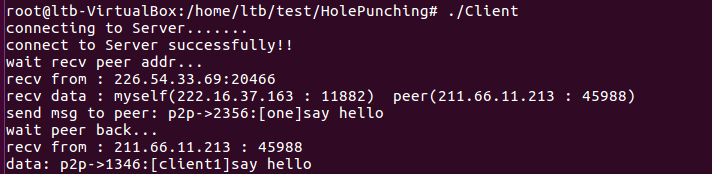 root@ltb-VirtualBox:/home/ltb/test/HolePunching# ./Client
connecting to Server.......
connect to Server successfully!!
wait recv peer addr...
recv from : 226.54.33.69:20466
recv data : myself(222.16.37.163 : 11882)  peer(211.66.11.213 : 45988)
send msg to peer: p2p->2356:[one]say hello
wait peer back...
recv from : 211.66.11.213 : 45988
data: p2p->1346:[client1]say hello